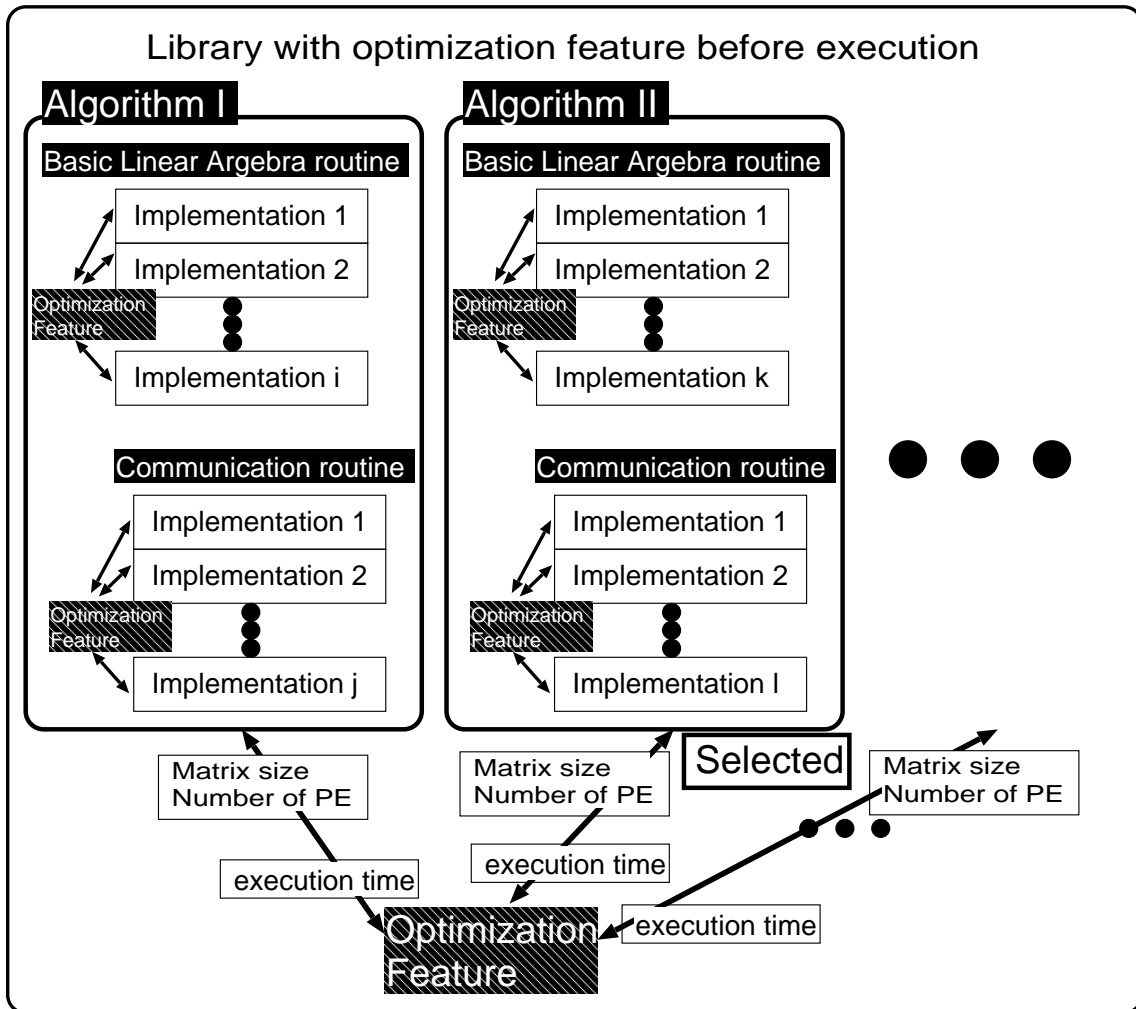 Library with optimization feature before execution
Algorithm I
Basic Linear Argebra routine
Implementation 1
Implementation 2
Optimization
Feature
Implementation i
Communication routine
Implementation 1
Implementation 2
Optimization
Feature
Implementation j
Algorithm II
Basic Linear Argebra routine
Implementation 1
Implementation 2
Optimization
Feature
Implementation k
Communication routine
Implementation 1
Implementation 2
Optimization
Feature
Implementation l
Selected
Matrix size
Number of PE
Matrix size
Number of PE
Matrix size
Number of PE
execution time
execution time
execution time
Optimization
Feature